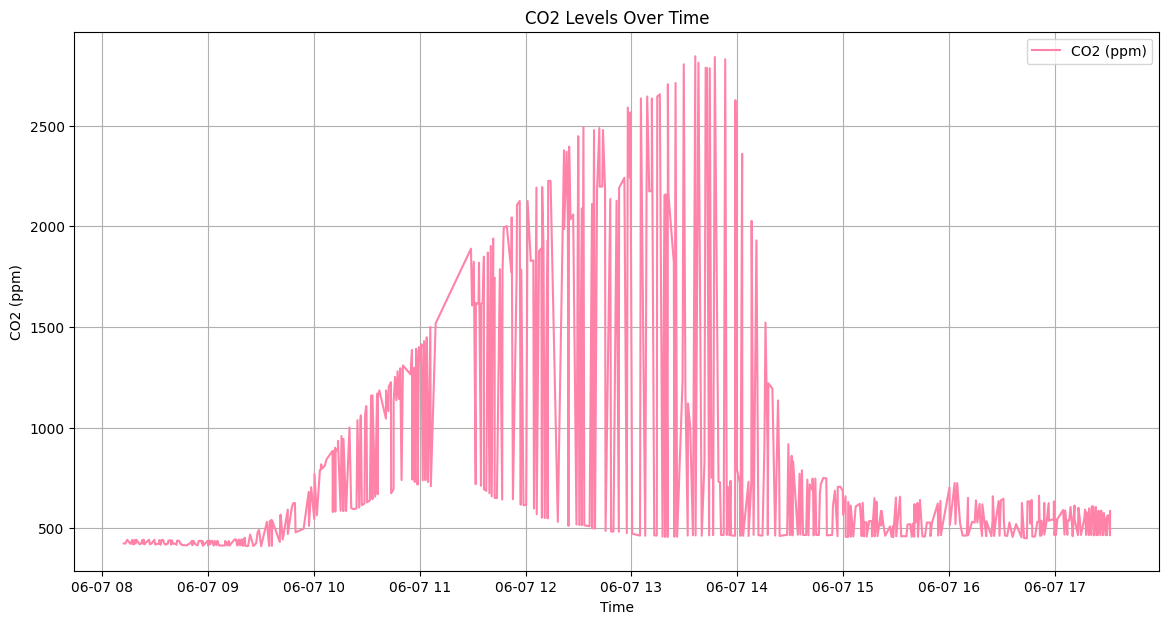 CO2 Levels Over Time
CO2 (ppm)
CO2 (ppm)
2500
2000
1500
1000
500
06-07 08 06-07 09 06-07 10 06-07 11 06-07 12 06-07 13 06-07 14 06-07 15 06-07 16 06-07 17
Time